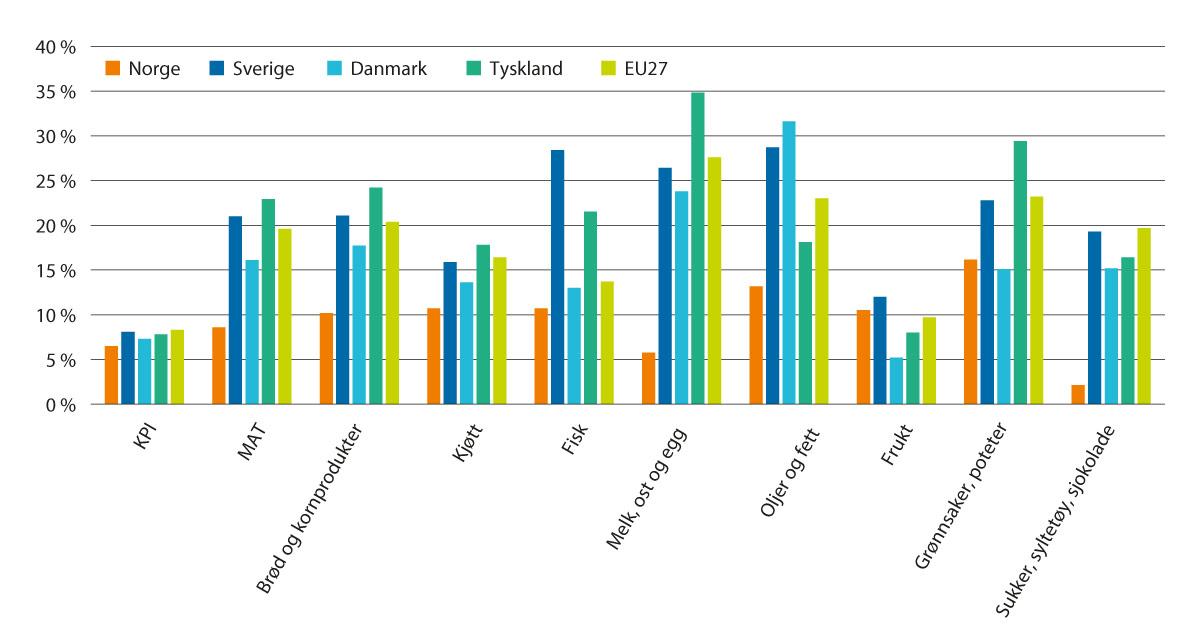 40 %
Norge Sverige Danmark Tyskland EU27
35 %
30 %
25 %
20 %
15 %
10 %
5 %
0 %
KPI
MAT
Brød og kornprodukter
Kjøtt
Fisk
Melk, ost og egg
Oljer og fett
Frukt
Grønnsaker, poteter
Sukker, syltetøy, sjokolade